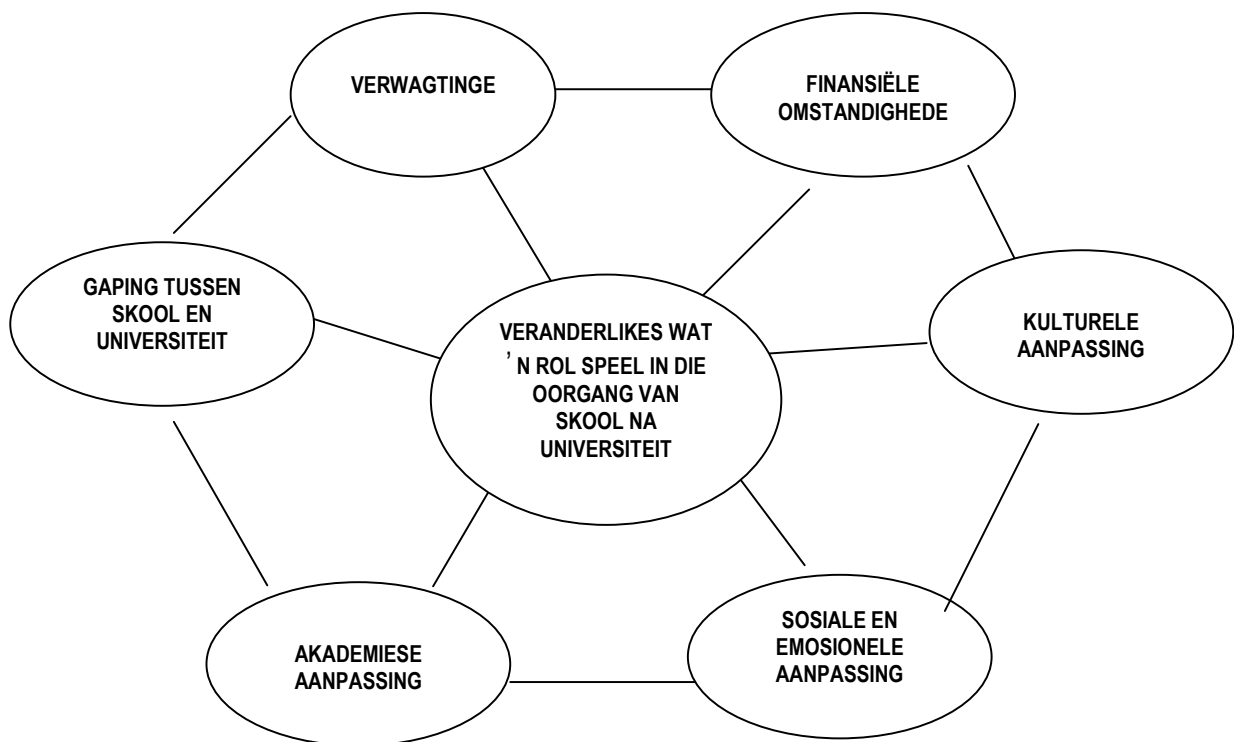 VERWAGTINGE
FINANSIËLE
OMSTANDIGHEDE
GAPING TUSSEN
SKOOL EN
UNIVERSITEIT
VERANDERLIKES WAT
'N ROL SPEEL IN DIE
OORGANG VAN
SKOOL NA
UNIVERSITEIT
KULTURELE
AANPASSING
AKADEMIESE
AANPASSING
SOSIALE EN
EMOSIONELE
AANPASSING